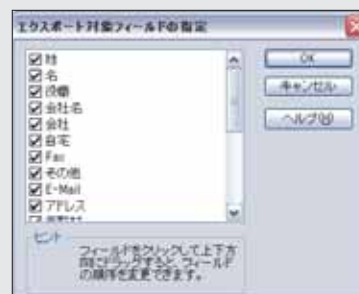 エクスポート対象フィールドの指定
姓
名
役職
会社名
会社
自宅
Fax
その他
E-Mail
アドレス
OK
キャンセル
ヘルプ(H)
ヒント
フィールドをクリックして上下方
向にドラッグすると、フィールド
の順序を変更できます。